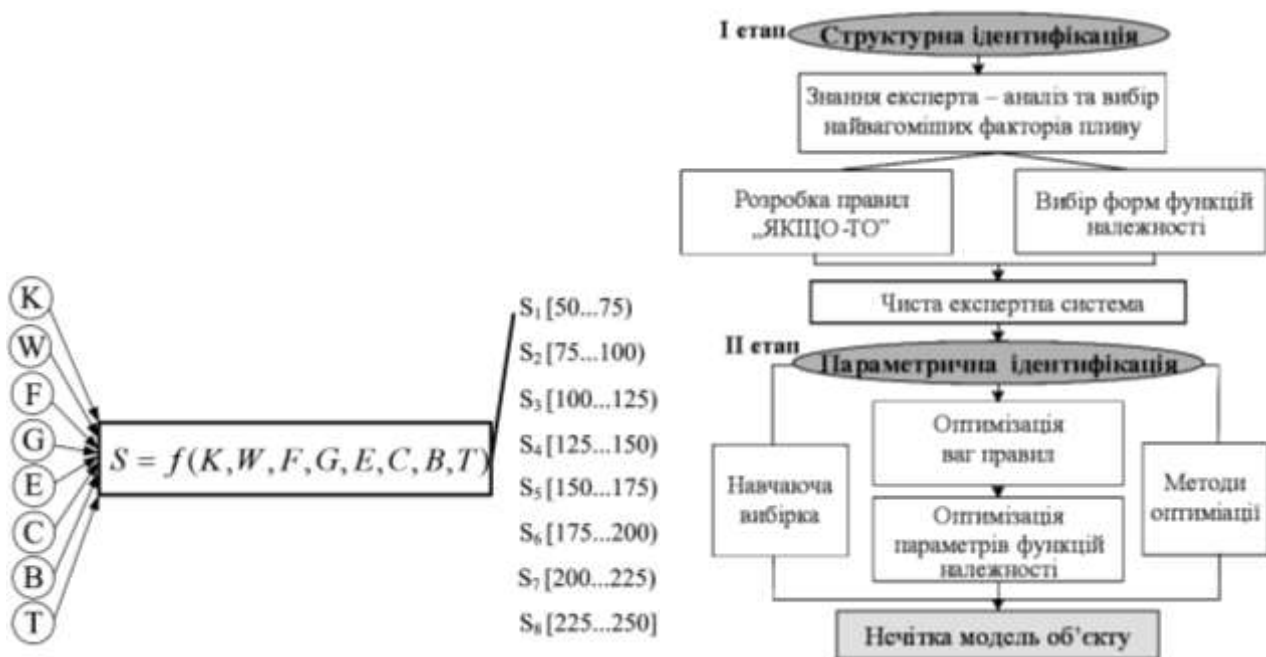 K
W
F
G
E
C
B
T
S = f(K,W,F,G,E,C,B,T)
S₁[50...75)
S₂[75...100)
S₃[100...125)
S₄[125...150)
S₅[150...175)
S₆[175...200)
S₇[200...225)
S₈[225...250]
I етап
Структурна ідентифікація
Знання експерта – аналіз та вибір
найвагоміших факторів пливу
Розробка правил
„ЯКЩО-ТО”
Вибір форм функцій
належності
Чиста експертна система
II етап
Параметрична ідентифікація
Навчаюча
вибірка
Оптимізація
ваг правил
Оптимізація
параметрів функцій
належності
Методи
оптиміації
Нечітка модель об’єкту